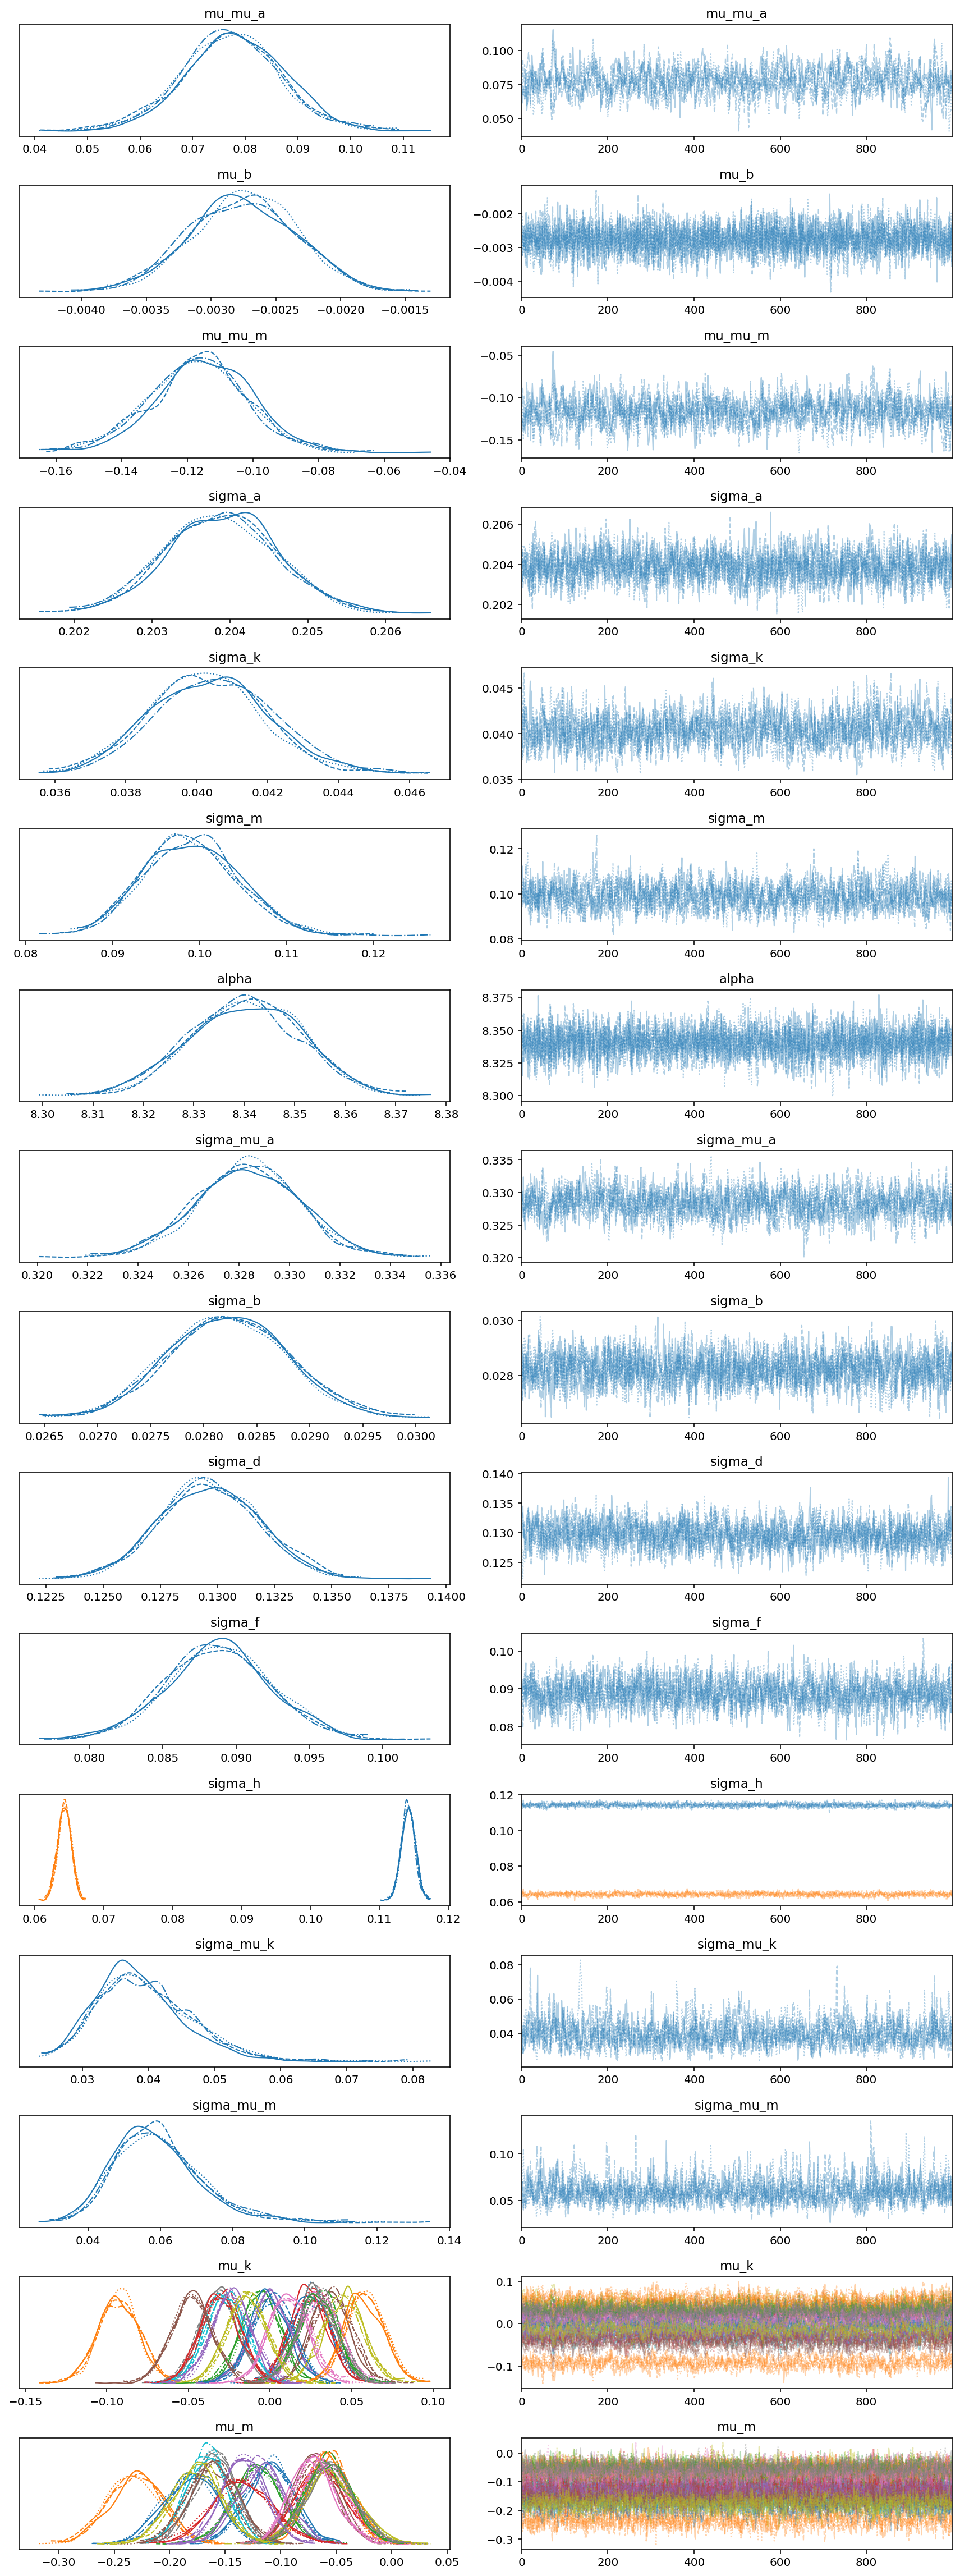 mu_mu_a mu_mu_a
0.100
0.075
0.050
0.04 0.05 0.06 0.07 0.08 0.09 0.10 0.11 0 200 400 600 800
mu_b mu_b
−0.002
−0.003
−0.004
−0.0040 −0.0035 −0.0030 −0.0025 −0.0020 −0.0015 0 200 400 600 800
mu_mu_m mu_mu_m
−0.05
−0.10
−0.15
−0.16 −0.14 −0.12 −0.10 −0.08 −0.06 −0.04 0 200 400 600 800
sigma_a sigma_a
0.206
0.204
0.202
0.202 0.203 0.204 0.205 0.206 0 200 400 600 800
sigma_k sigma_k
0.045
0.040
0.035
0.036 0.038 0.040 0.042 0.044 0.046 0 200 400 600 800
sigma_m sigma_m
0.12
0.10
0.08
0.08 0.09 0.10 0.11 0.12 0 200 400 600 800
alpha alpha
8.375
8.350
8.325
8.300
8.30 8.31 8.32 8.33 8.34 8.35 8.36 8.37 8.38 0 200 400 600 800
sigma_mu_a sigma_mu_a
0.335
0.330
0.325
0.320
0.320 0.322 0.324 0.326 0.328 0.330 0.332 0.334 0.336 0 200 400 600 800
sigma_b sigma_b
0.030
0.028
0.0265 0.0270 0.0275 0.0280 0.0285 0.0290 0.0295 0.0300 0 200 400 600 800
sigma_d sigma_d
0.140
0.135
0.130
0.125
0.1225 0.1250 0.1275 0.1300 0.1325 0.1350 0.1375 0.1400 0 200 400 600 800
sigma_f sigma_f
0.10
0.09
0.08
0.080 0.085 0.090 0.095 0.100 0 200 400 600 800
sigma_h sigma_h
0.12
0.10
0.08
0.06
0.06 0.07 0.08 0.09 0.10 0.11 0.12 0 200 400 600 800
sigma_mu_k sigma_mu_k
0.08
0.06
0.04
0.03 0.04 0.05 0.06 0.07 0.08 0 200 400 600 800
sigma_mu_m sigma_mu_m
0.10
0.05
0.04 0.06 0.08 0.10 0.12 0.14 0 200 400 600 800
mu_k mu_k
0.1
0.0
−0.1
−0.15 −0.10 −0.05 0.00 0.05 0.10 0 200 400 600 800
mu_m mu_m
0.0
−0.1
−0.2
−0.3
−0.30 −0.25 −0.20 −0.15 −0.10 −0.05 0.00 0.05 0 200 400 600 800